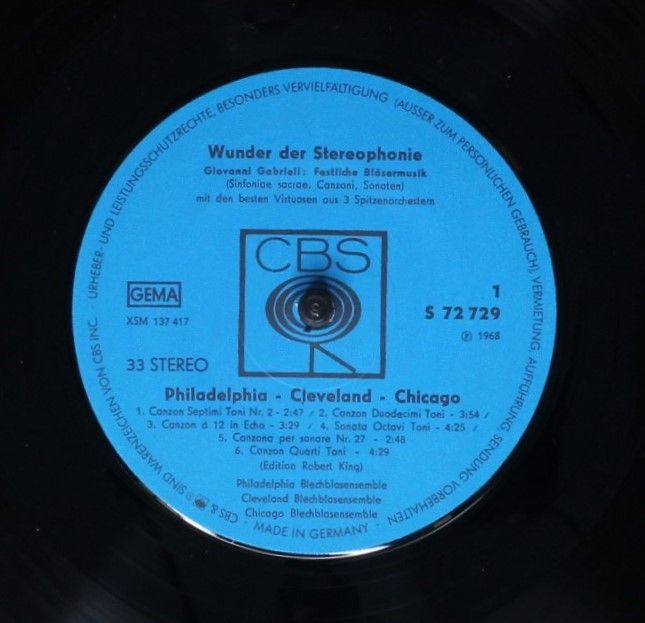 Wunder der Stereophonie
Giovanni Gabrieli: Festliche Bläsermusik
(Sinfoniae sacrae, Canzoni, Sonaten)
mit den besten Virtuosen aus 3 Spitzenorchestern
CBS
GEMA
XSM 137 417
33 STEREO
1
S 72 729
Ⓟ 1968
Philadelphia - Cleveland - Chicago
1. Canzon Septimi Toni Nr. 2 - 2:47 / 2. Canzon Duodecimi Toni - 3:54 /
3. Canzon à 12 in Echo - 3:29 / 4. Sonata Octavi Toni - 4:25 /
5. Canzona per sonare Nr. 27 - 2:48
6. Canzon Quarti Toni - 4:29
(Edition Robert King)
Philadelphia Blechblasensemble
Cleveland Blechblasensemble
Chicago Blechblasensemble
CBS & ® SIND WARENZEICHEN VON CBS INC. URHEBER- UND LEISTUNGSSCHUTZRECHTE, BESONDERS VERVIELFÄLTIGUNG (AUSSER ZUM PERSÖNLICHEN GEBRAUCH), VERMIETUNG, AUFFÜHRUNG, SENDUNG VORBEHALTEN
- MADE IN GERMANY -